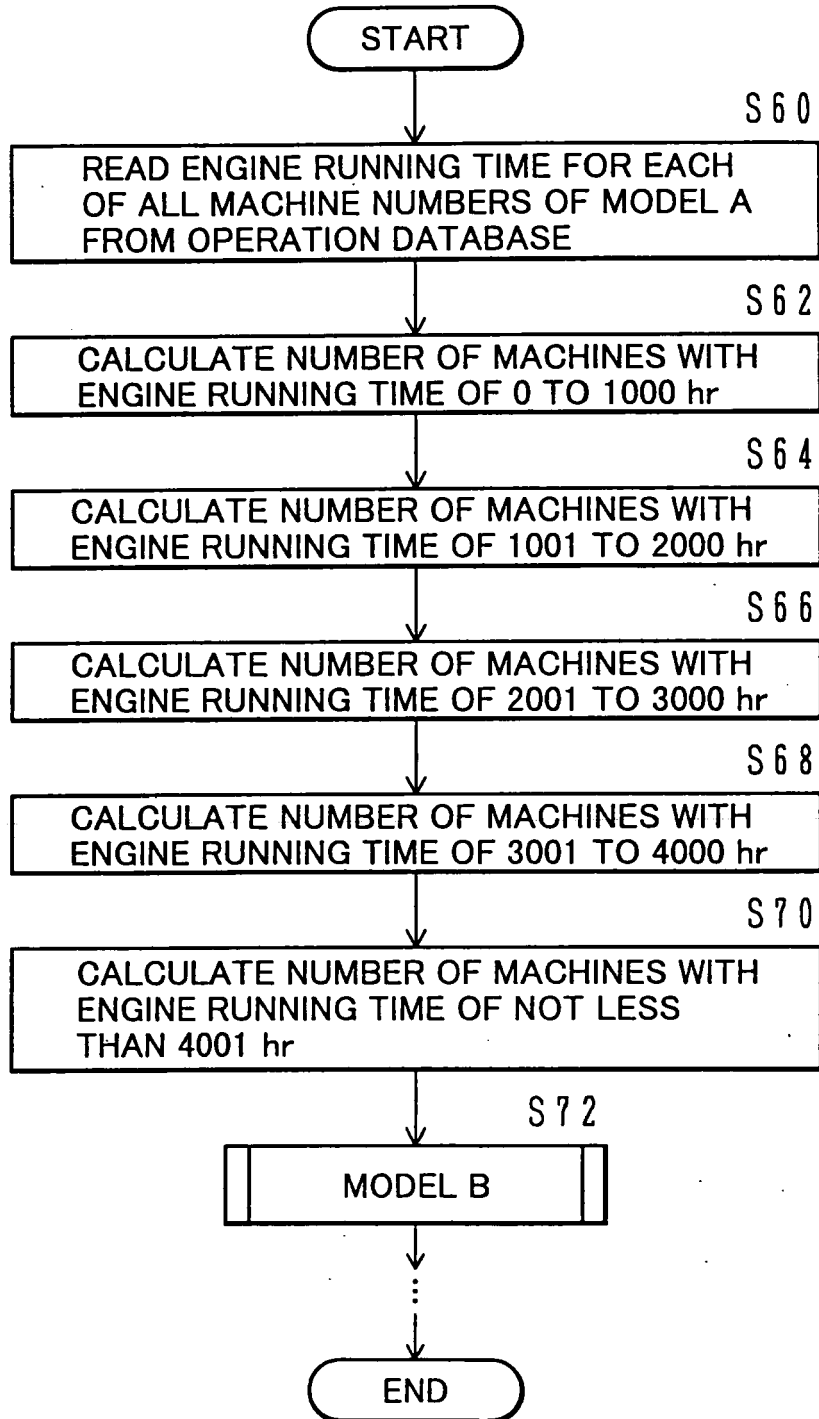 START
S60
READ ENGINE RUNNING TIME FOR EACH
OF ALL MACHINE NUMBERS OF MODEL A
FROM OPERATION DATABASE
S62
CALCULATE NUMBER OF MACHINES WITH
ENGINE RUNNING TIME OF 0 TO 1000 hr
S64
CALCULATE NUMBER OF MACHINES WITH
ENGINE RUNNING TIME OF 1001 TO 2000 hr
S66
CALCULATE NUMBER OF MACHINES WITH
ENGINE RUNNING TIME OF 2001 TO 3000 hr
S68
CALCULATE NUMBER OF MACHINES WITH
ENGINE RUNNING TIME OF 3001 TO 4000 hr
S70
CALCULATE NUMBER OF MACHINES WITH
ENGINE RUNNING TIME OF NOT LESS
THAN 4001 hr
S72
MODEL B
END